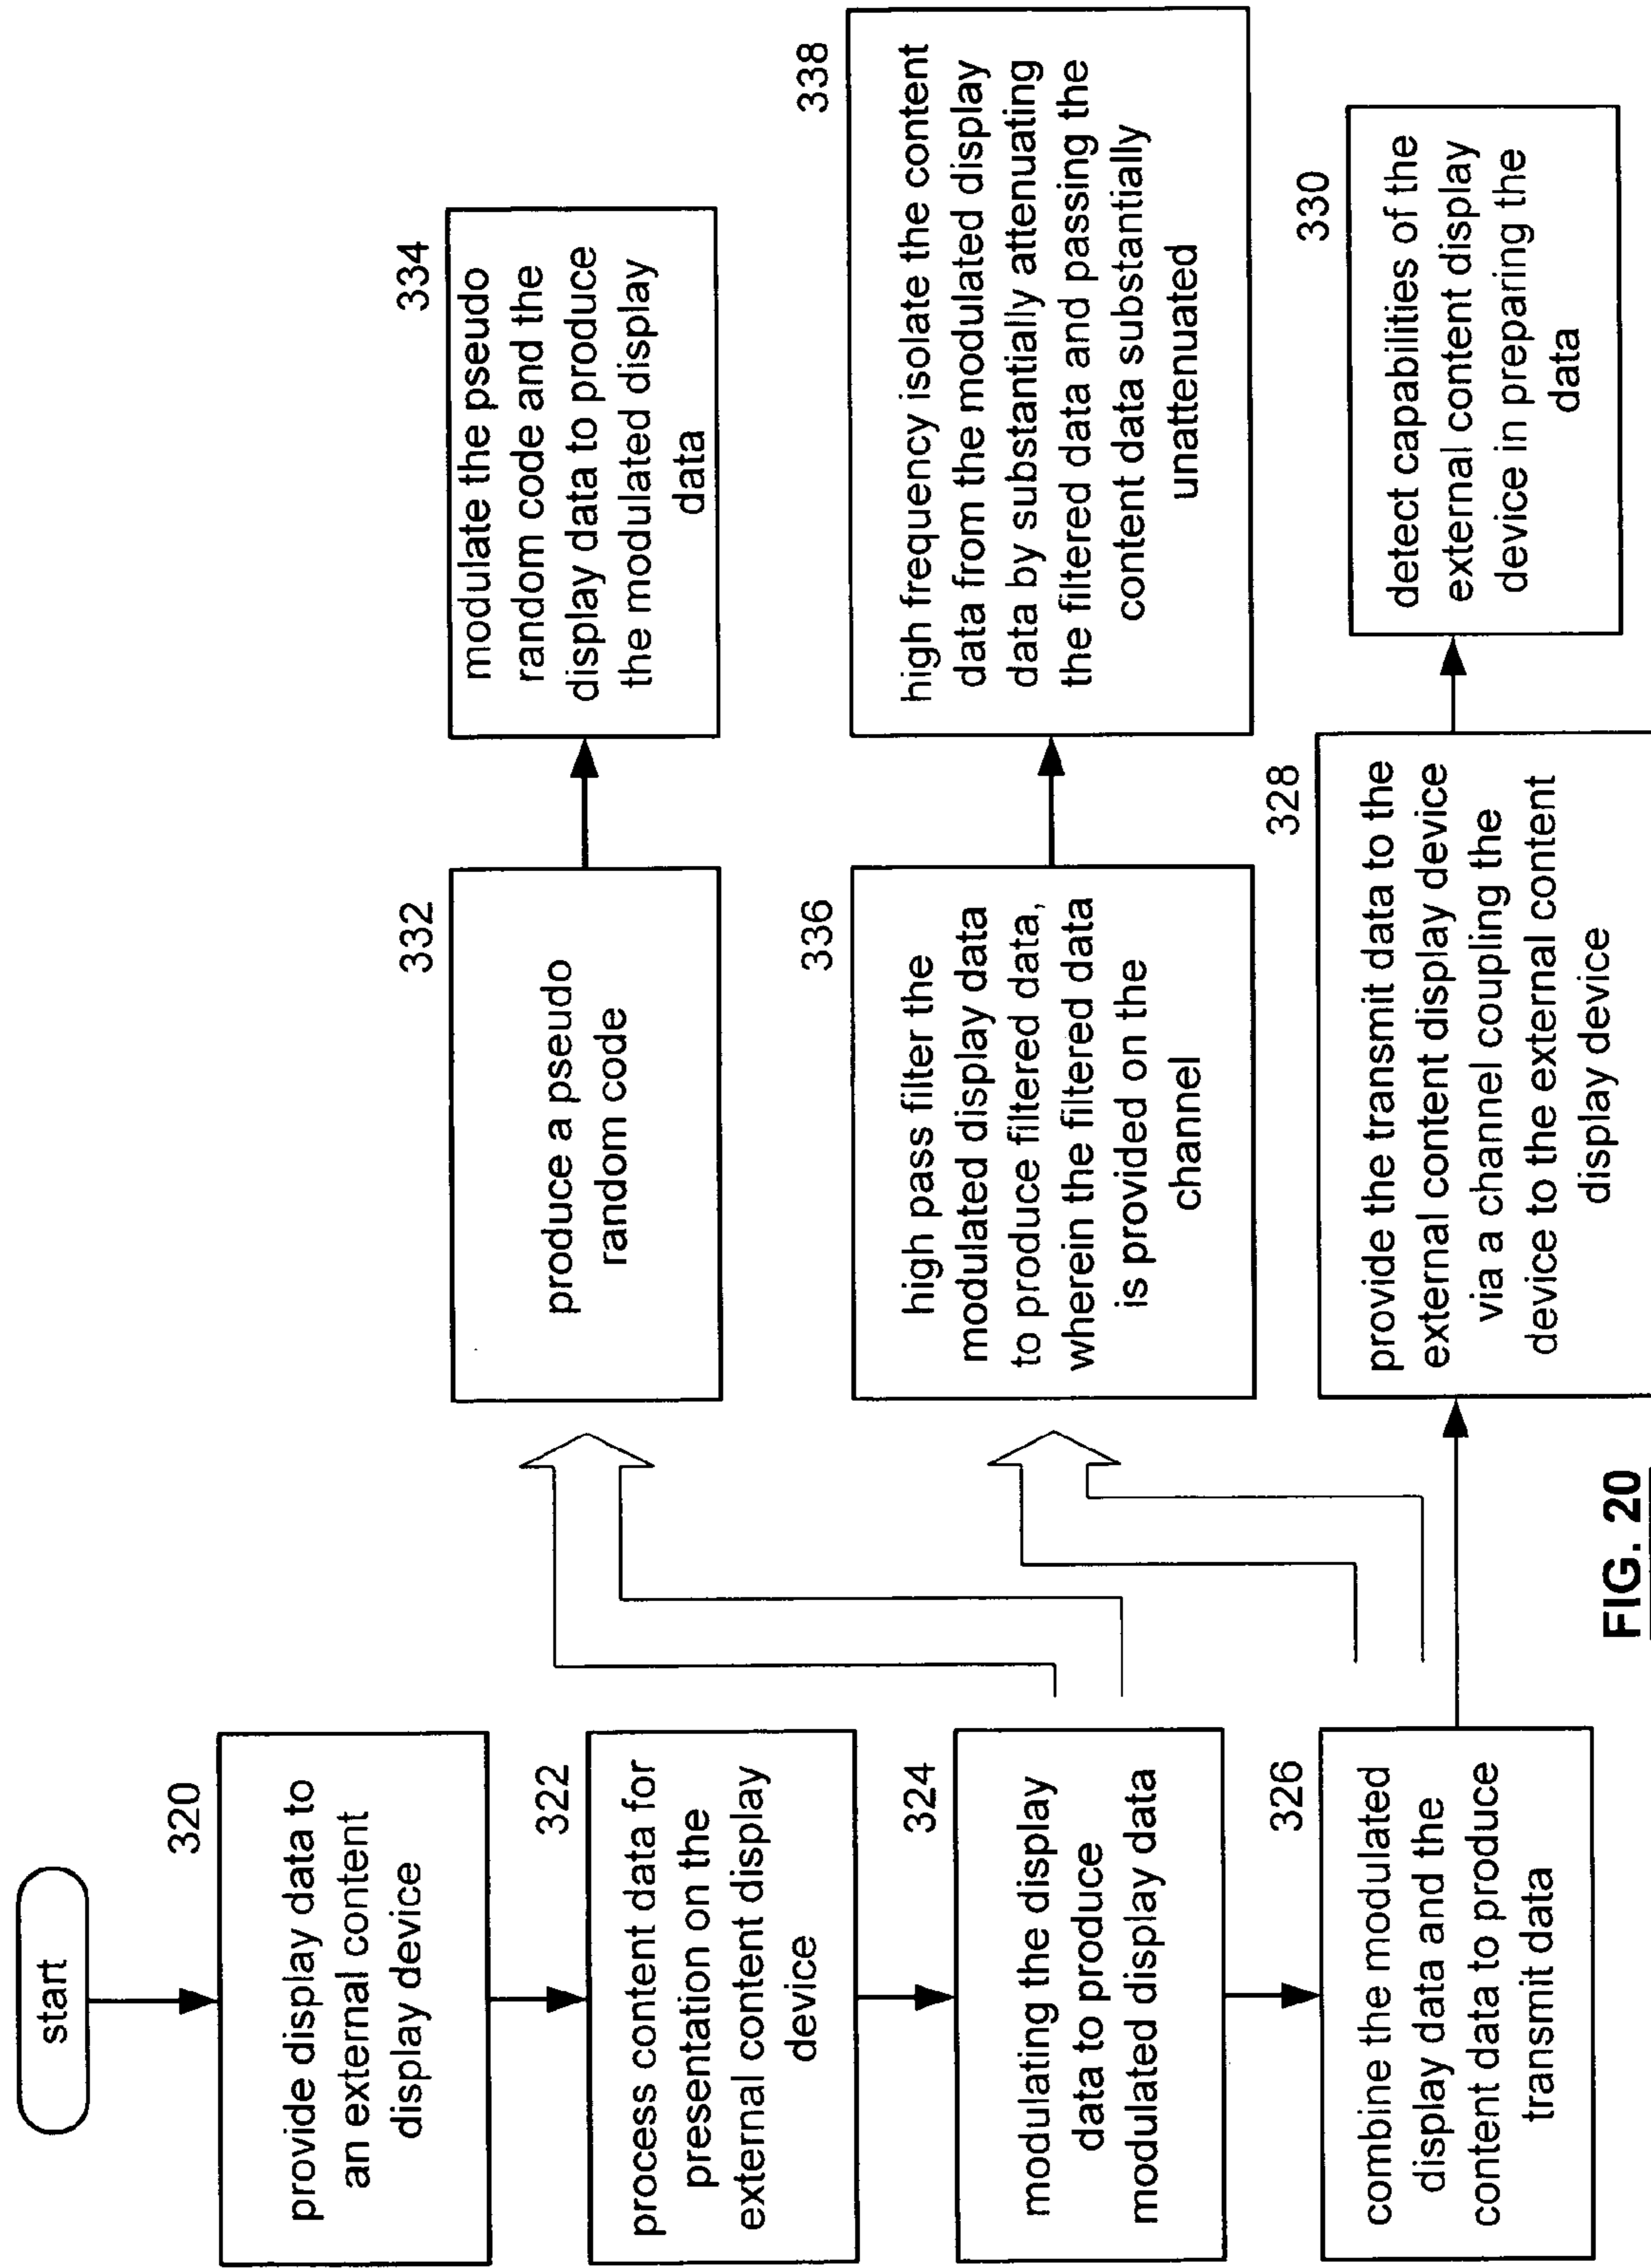 start
320
provide display data to
an external content
display device
322
process content data for
presentation on the
external content display
device
324
modulating the display
data to produce
modulated display data
326
combine the modulated
display data and the
content data to produce
transmit data
332
produce a pseudo
random code
334
modulate the pseudo
random code and the
display data to produce
the modulated display
data
336
high pass filter the
modulated display data
to produce filtered data,
wherein the filtered data
is provided on the
channel
338
high frequency isolate the content
data from the modulated display
data by substantially attenuating
the filtered data and passing the
content data substantially
unattenuated
328
provide the transmit data to the
external content display device
via a channel coupling the
device to the external content
display device
330
detect capabilities of the
external content display
device in preparing the
data
FIG. 20